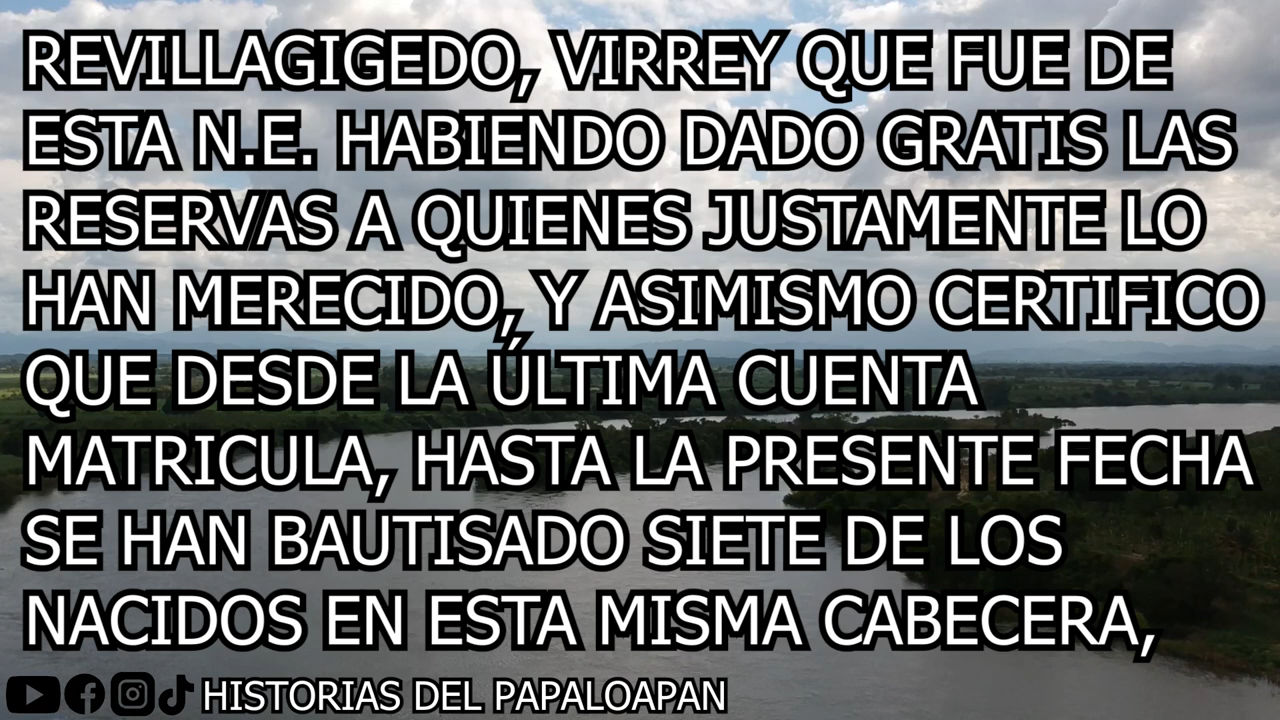 REVILLAGIGEDO, VIRREY QUE FUE DE
ESTA N.E. HABIENDO DADO GRATIS LAS
RESERVAS A QUIENES JUSTAMENTE LO
HAN MERECIDO, Y ASIMISMO CERTIFICO
QUE DESDE LA ÚLTIMA CUENTA
MATRICULA, HASTA LA PRESENTE FECHA
SE HAN BAUTISADO SIETE DE LOS
NACIDOS EN ESTA MISMA CABECERA,
HISTORIAS DEL PAPALOAPAN